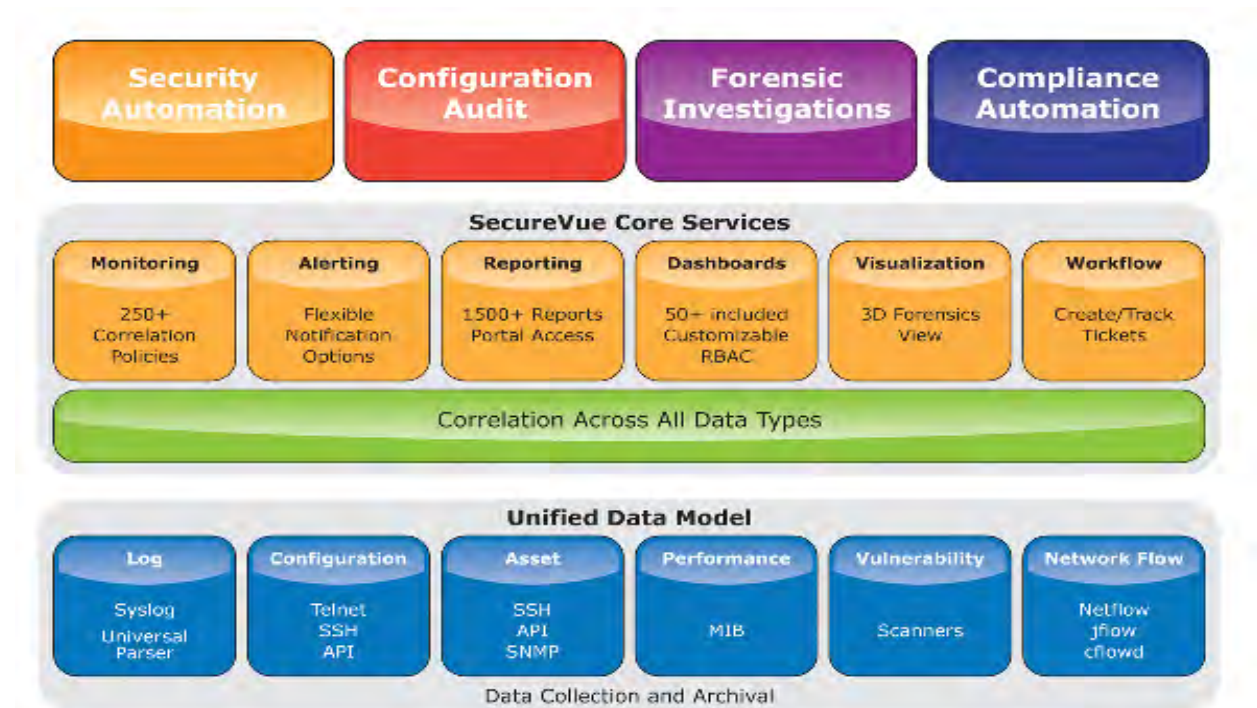 Security
Automation
Configuration
Audit
Forensic
Investigations
Compliance
Automation
SecureVue Core Services
Monitoring
250+
Correlation
Policies
Alerting
Flexible
Notification
Options
Reporting
1500+ Reports
Portal Access
Dashboards
50+ included
Customizable
RBAC
Visualization
3D Forensics
View
Workflow
Create/Track
Tickets
Correlation Across All Data Types
Unified Data Model
Log
Syslog
Universal
Parser
Configuration
Telnet
SSH
API
Asset
SSH
API
SNMP
Performance
MIB
Vulnerability
Scanners
Network Flow
Netflow
jflow
cflowd
Data Collection and Archival